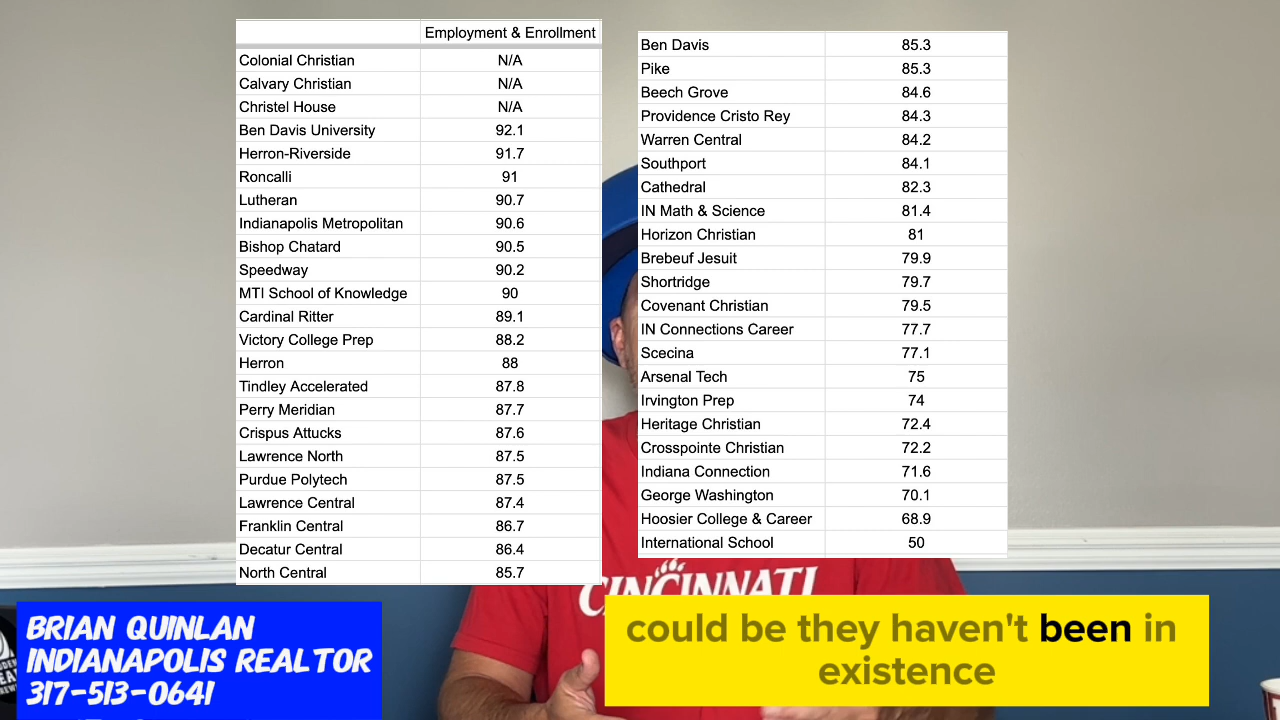 Employment & Enrollment
Colonial Christian N/A
Calvary Christian N/A
Christel House N/A
Ben Davis University 92.1
Herron-Riverside 91.7
Roncalli 91
Lutheran 90.7
Indianapolis Metropolitan 90.6
Bishop Chatard 90.5
Speedway 90.2
MTI School of Knowledge 90
Cardinal Ritter 89.1
Victory College Prep 88.2
Herron 88
Tindley Accelerated 87.8
Perry Meridian 87.7
Crispus Attucks 87.6
Lawrence North 87.5
Purdue Polytech 87.5
Lawrence Central 87.4
Franklin Central 86.7
Decatur Central 86.4
North Central 85.7
Ben Davis 85.3
Pike 85.3
Beech Grove 84.6
Providence Cristo Rey 84.3
Warren Central 84.2
Southport 84.1
Cathedral 82.3
IN Math & Science 81.4
Horizon Christian 81
Brebeuf Jesuit 79.9
Shortridge 79.7
Covenant Christian 79.5
IN Connections Career 77.7
Scecina 77.1
Arsenal Tech 75
Irvington Prep 74
Heritage Christian 72.4
Crosspointe Christian 72.2
Indiana Connection 71.6
George Washington 70.1
Hoosier College & Career 68.9
International School 50
CINCINNATI
BRIAN QUINLAN
INDIANAPOLIS REALTOR
317-513-0641
could be they haven't been in
existence